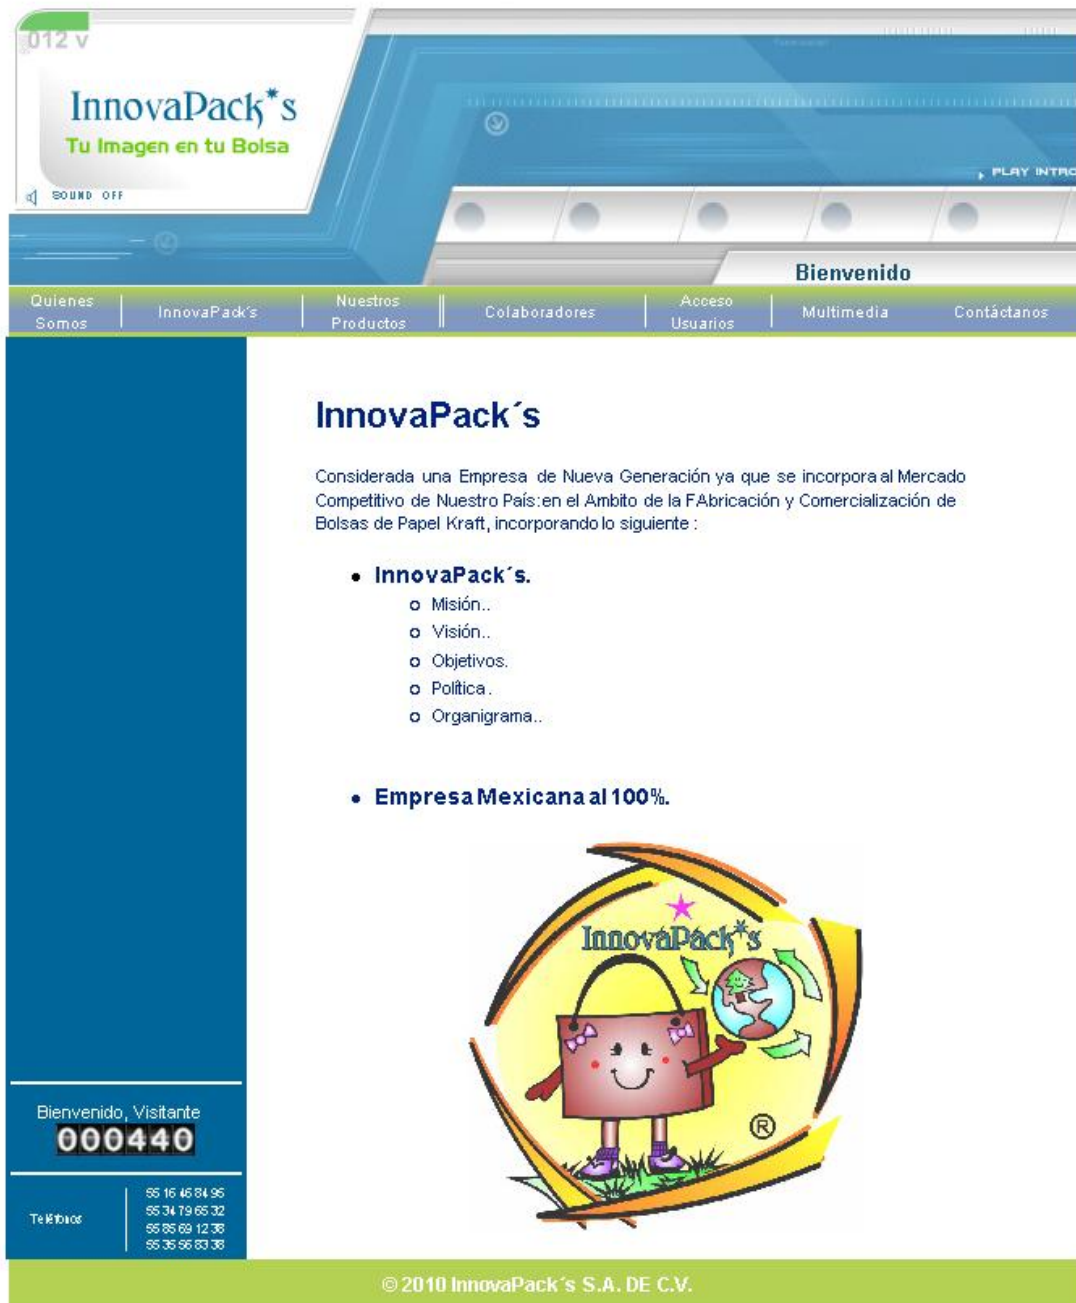 012 v
InnovaPack*s
Tu Imagen en tu Bolsa
SOUND OFF
PLAY INTRO
Bienvenido
Quienes Somos
InnovaPack's
Nuestros Productos
Colaboradores
Acceso Usuarios
Multimedia
Contáctanos
InnovaPack´s
Considerada una Empresa de Nueva Generación ya que se incorpora al Mercado
Competitivo de Nuestro País:en el Ambito de la FAbricación y Comercialización de
Bolsas de Papel Kraft, incorporando lo siguiente :
• InnovaPack´s.
o Misión..
o Visión..
o Objetivos.
o Política.
o Organigrama..
• Empresa Mexicana al 100%.
InnovaPack*s
®
Bienvenido, Visitante
000440
Teléfonos
55 16 46 84 95
55 34 79 65 32
55 85 69 12 38
55 35 56 83 38
© 2010 InnovaPack´s S.A. DE C.V.